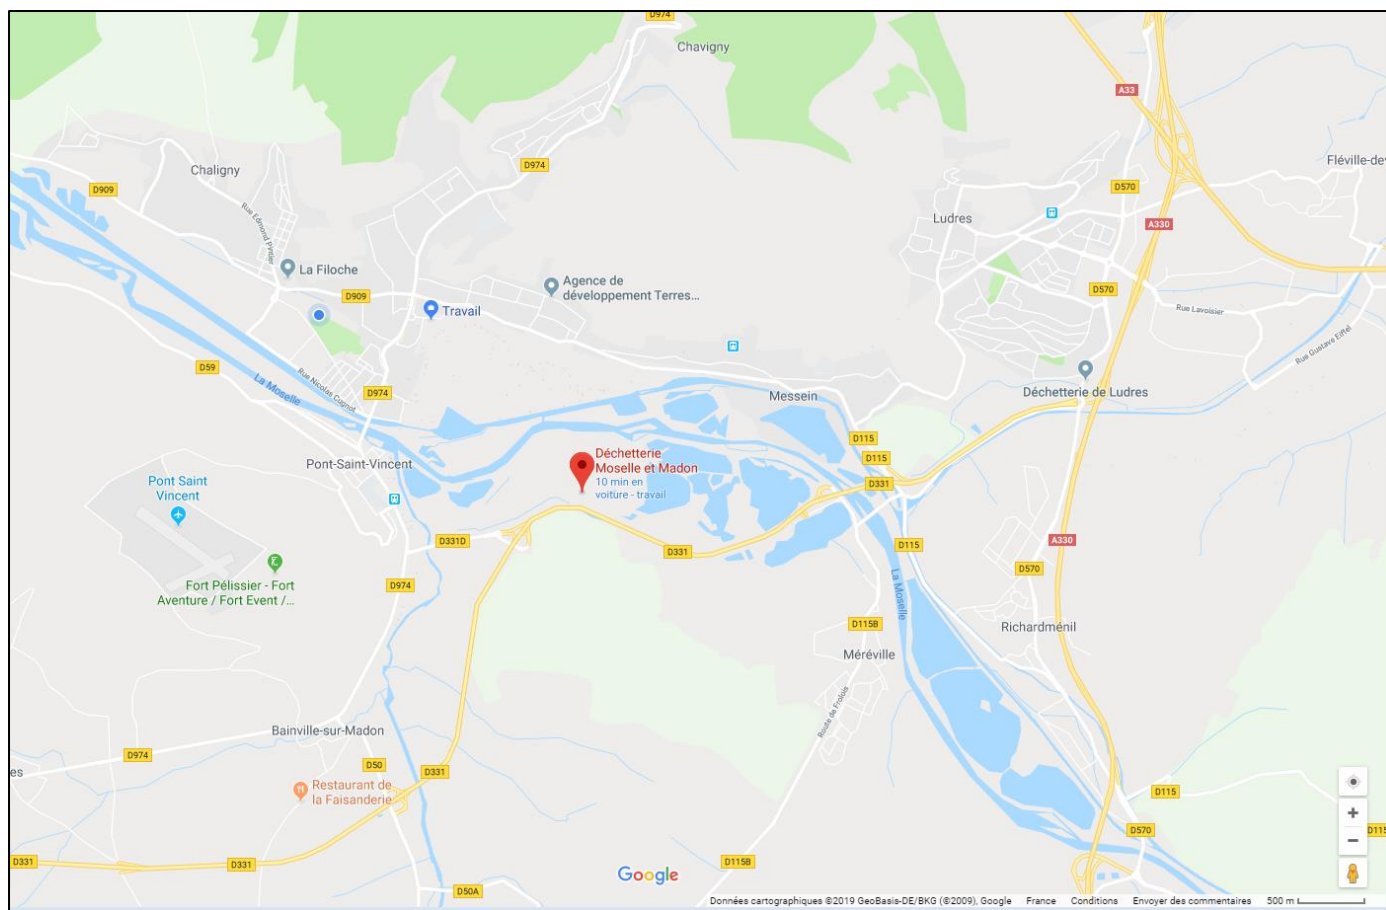 D974
Chavigny
A33
Fléville-dev
Chaligny
D974
D909
D570
Rue Edmond Pintier
Ludres
A330
La Filoche
Agence de
développement Terres...
D909
D570
Travail
Rue Lavoisier
Rue Gustave Eiffel
D59
La Moselle
Rue Nicolas Cugnot
D974
Déchetterie de Ludres
Messein
D115
D115
Déchetterie
Moselle et Madon
10 min en
voiture - travail
Pont-Saint-Vincent
Pont Saint
Vincent
D331
D331D
D331
D115
A330
Fort Pélissier - Fort
Aventure / Fort Event /...
D974
La Moselle
D570
D115B
Richardménil
Méréville
Route de Frolois
Bainville-sur-Madon
D974
D50
D331
es
Restaurant de
la Faisanderie
D115
D570
D115
D331
D331
D115B
Google
D50A
Données cartographiques ©2019 GeoBasis-DE/BKG (©2009), Google France Conditions Envoyer des commentaires 500 m